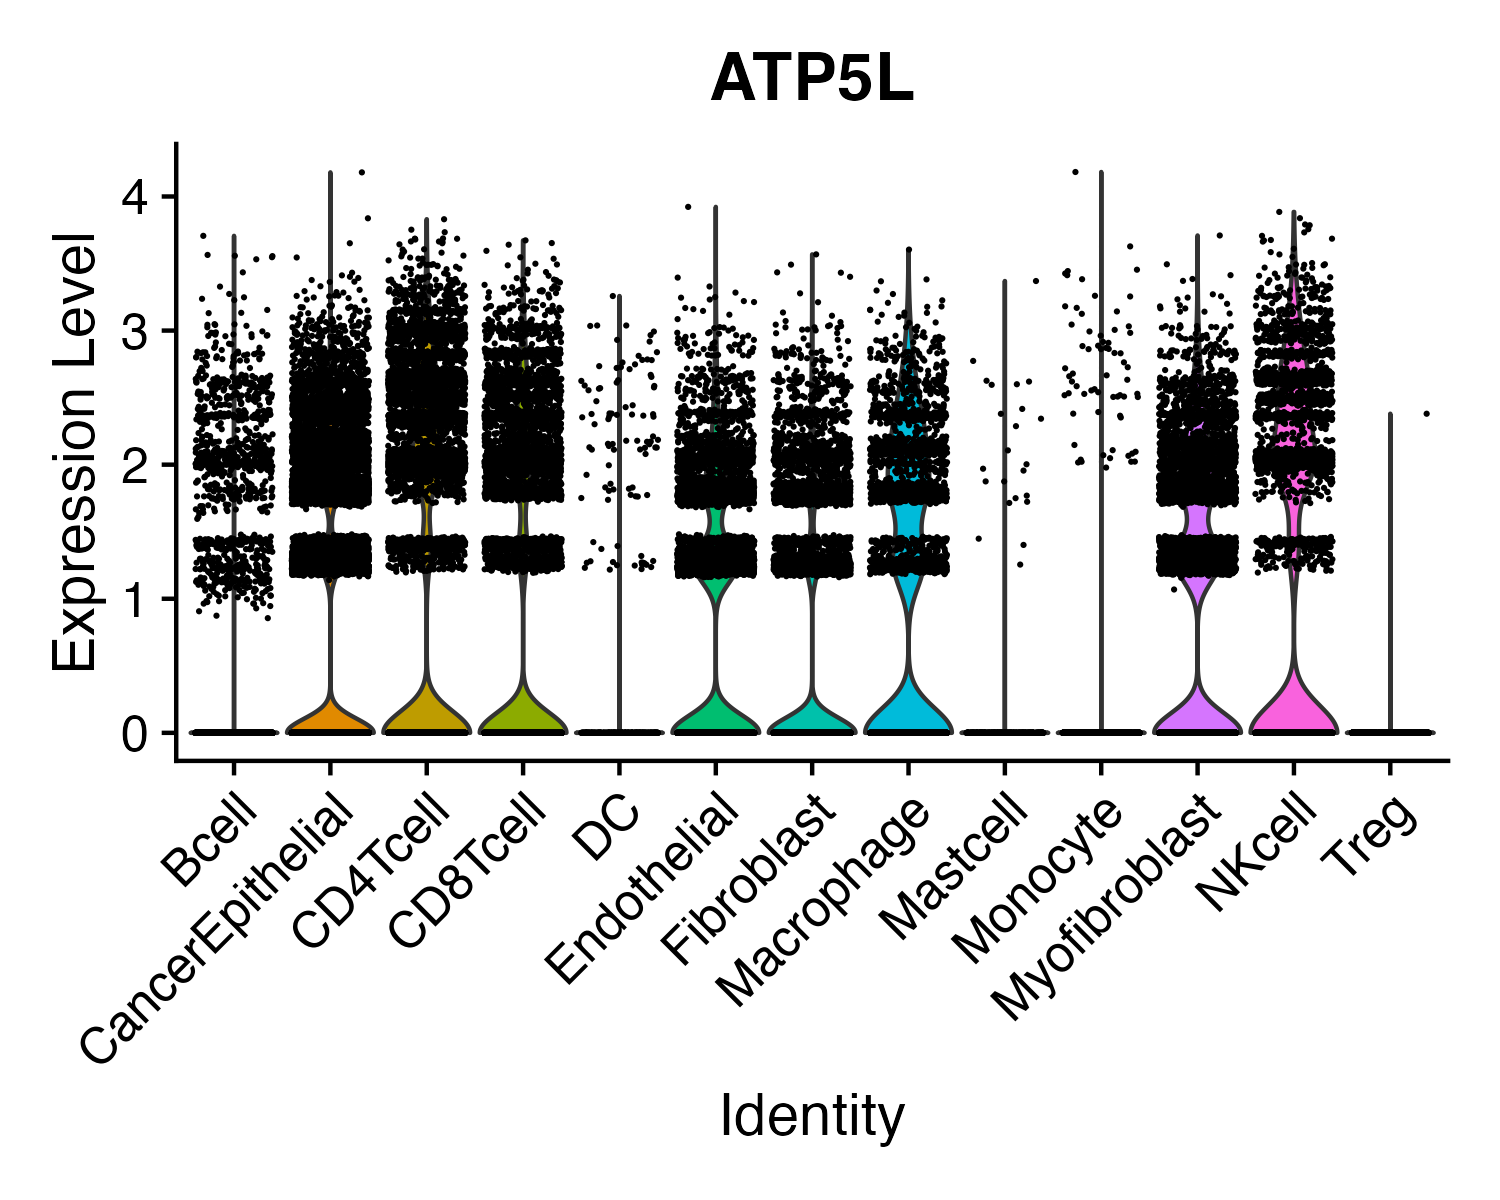 ATP5L
Expression Level
4
3
2
1
0
Bcell
CancerEpithelial
CD4Tcell
CD8Tcell
DC
Endothelial
Fibroblast
Macrophage
Mastcell
Monocyte
Myofibroblast
NKcell
Treg
Identity